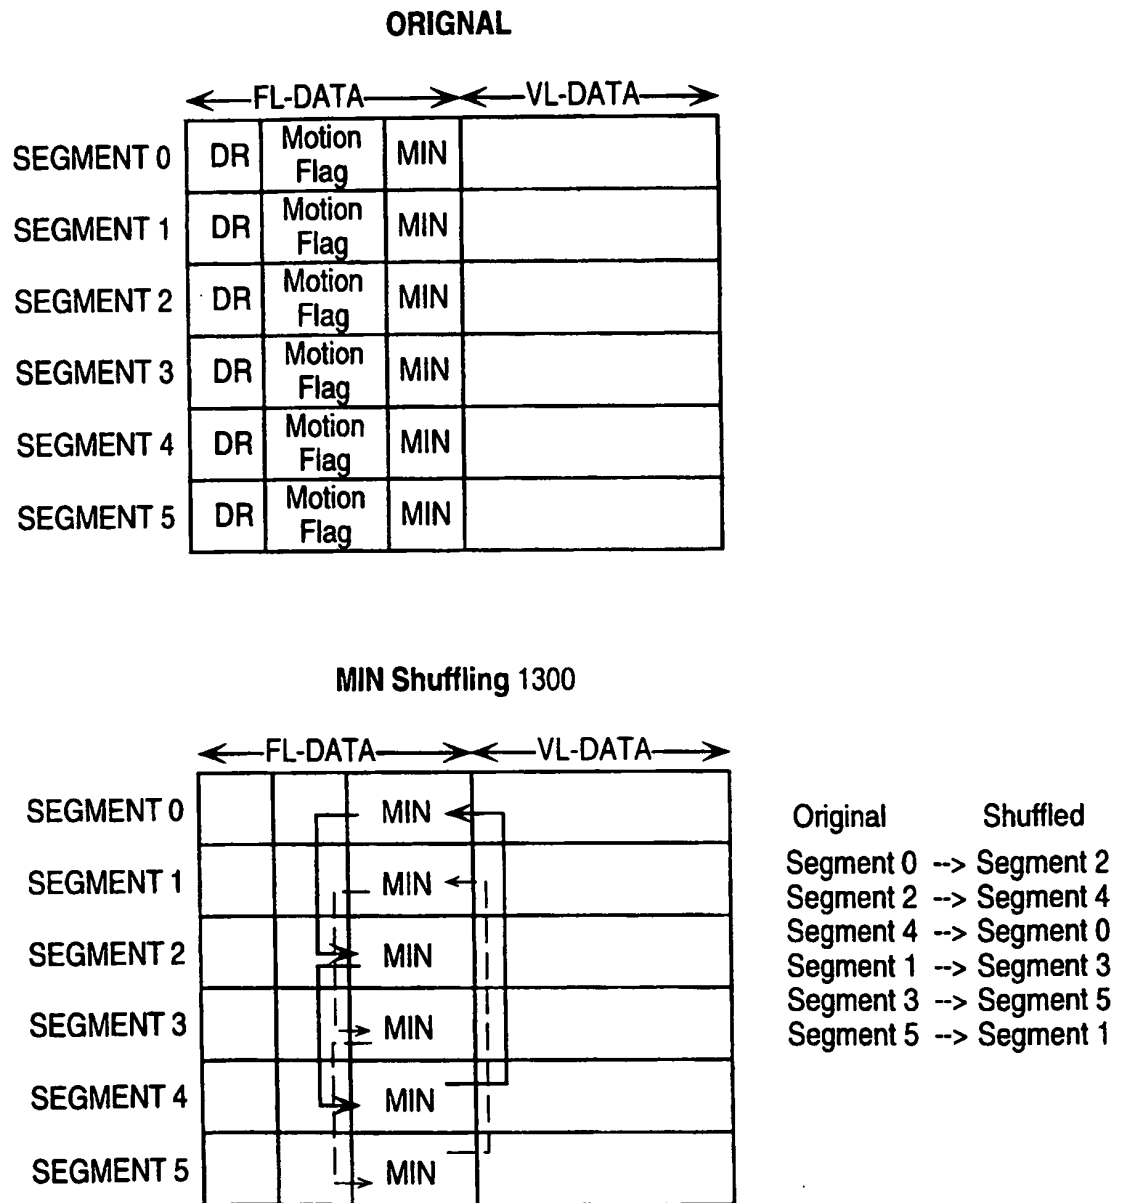 ORIGNAL
FL-DATA VL-DATA
SEGMENT 0 DR Motion Flag MIN
SEGMENT 1 DR Motion Flag MIN
SEGMENT 2 DR Motion Flag MIN
SEGMENT 3 DR Motion Flag MIN
SEGMENT 4 DR Motion Flag MIN
SEGMENT 5 DR Motion Flag MIN
MIN Shuffling 1300
FL-DATA VL-DATA
SEGMENT 0 MIN
SEGMENT 1 MIN
SEGMENT 2 MIN
SEGMENT 3 MIN
SEGMENT 4 MIN
SEGMENT 5 MIN
Original Shuffled
Segment 0 --> Segment 2
Segment 2 --> Segment 4
Segment 4 --> Segment 0
Segment 1 --> Segment 3
Segment 3 --> Segment 5
Segment 5 --> Segment 1